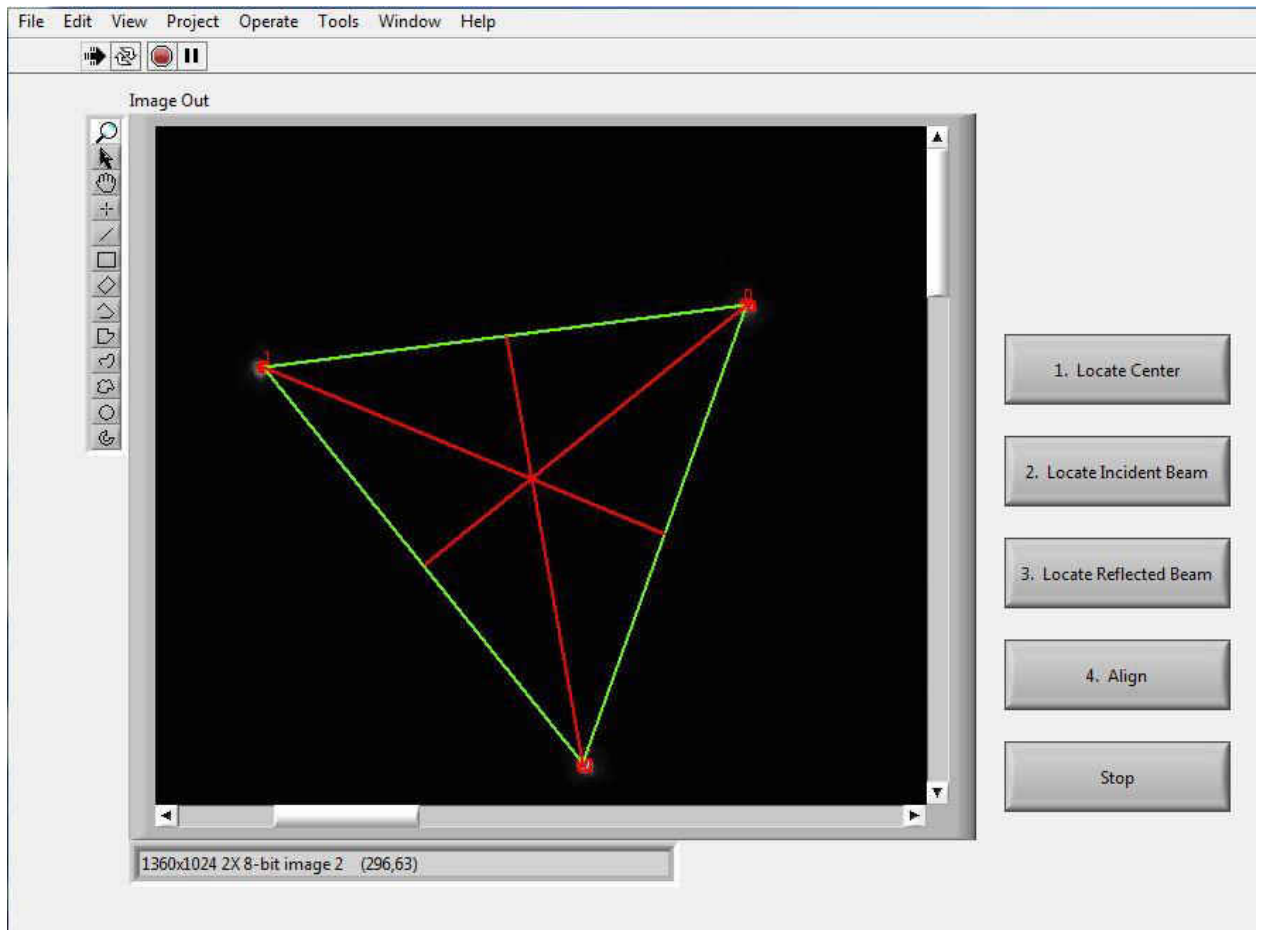 File Edit View Project Operate Tools Window Help
Image Out
1. Locate Center
2. Locate Incident Beam
3. Locate Reflected Beam
4. Align
Stop
1360x1024 2X 8-bit image 2 (296,63)